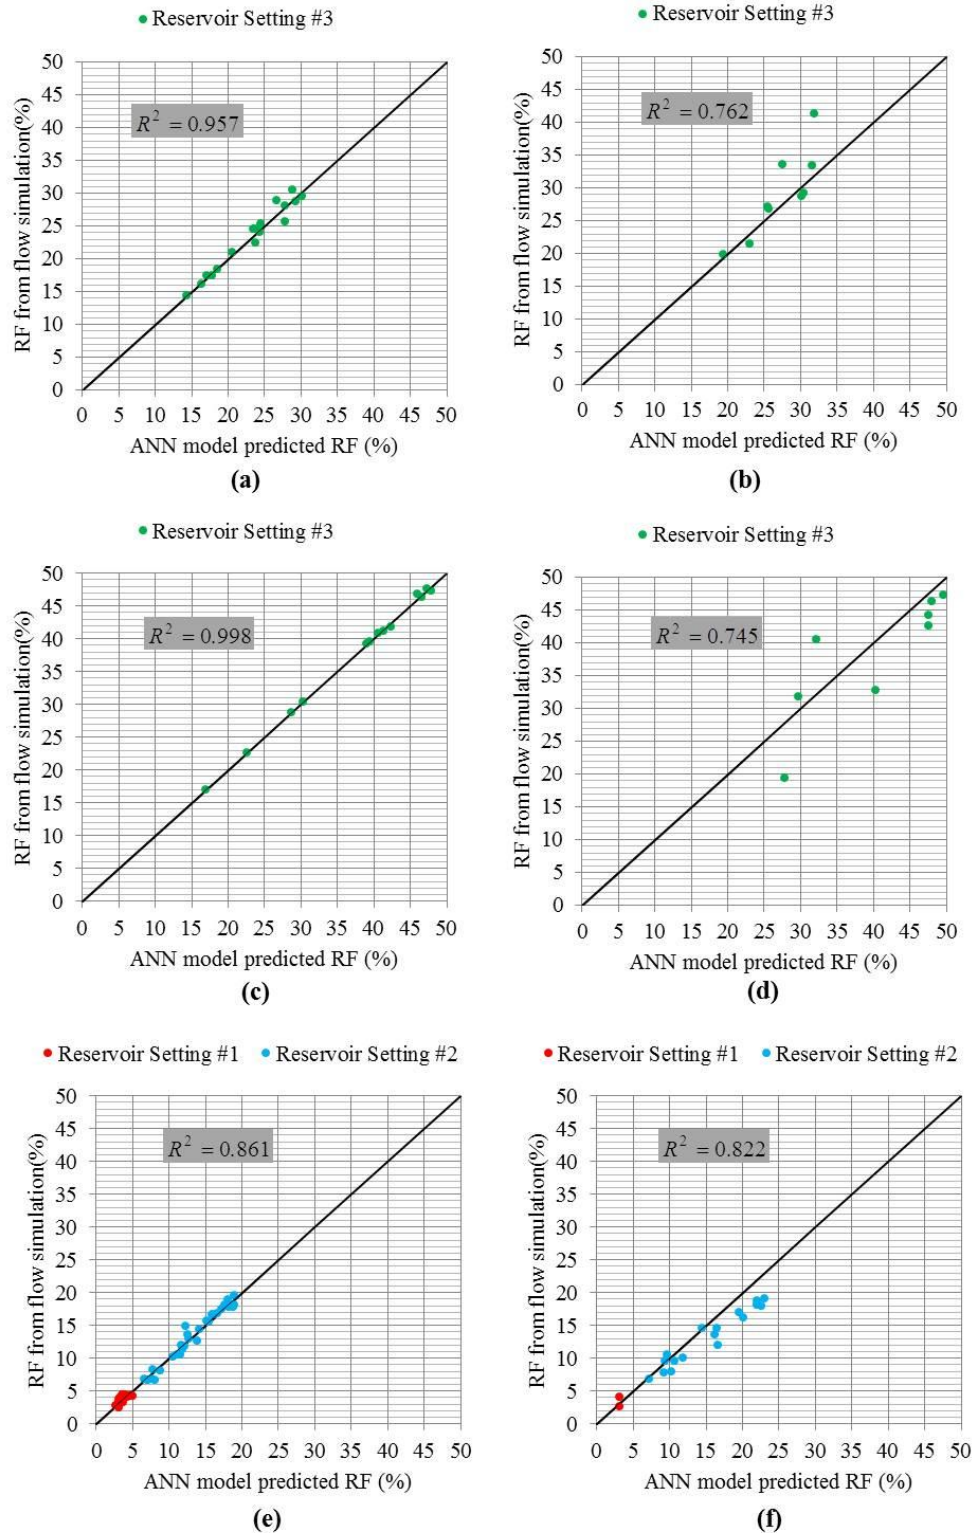 Reservoir Setting #3
RF from flow simulation(%)
50
45
40
35
30
25
20
15
10
5
0
R² = 0.957
0 5 10 15 20 25 30 35 40 45 50
ANN model predicted RF (%)
(a)
Reservoir Setting #3
RF from flow simulation(%)
50
45
40
35
30
25
20
15
10
5
0
R² = 0.762
0 5 10 15 20 25 30 35 40 45 50
ANN model predicted RF (%)
(b)
Reservoir Setting #3
RF from flow simulation(%)
50
45
40
35
30
25
20
15
10
5
0
R² = 0.998
0 5 10 15 20 25 30 35 40 45 50
ANN model predicted RF (%)
(c)
Reservoir Setting #3
RF from flow simulation(%)
50
45
40
35
30
25
20
15
10
5
0
R² = 0.745
0 5 10 15 20 25 30 35 40 45 50
ANN model predicted RF (%)
(d)
Reservoir Setting #1 Reservoir Setting #2
RF from flow simulation(%)
50
45
40
35
30
25
20
15
10
5
0
R² = 0.861
0 5 10 15 20 25 30 35 40 45 50
ANN model predicted RF (%)
(e)
Reservoir Setting #1 Reservoir Setting #2
RF from flow simulation(%)
50
45
40
35
30
25
20
15
10
5
0
R² = 0.822
0 5 10 15 20 25 30 35 40 45 50
ANN model predicted RF (%)
(f)